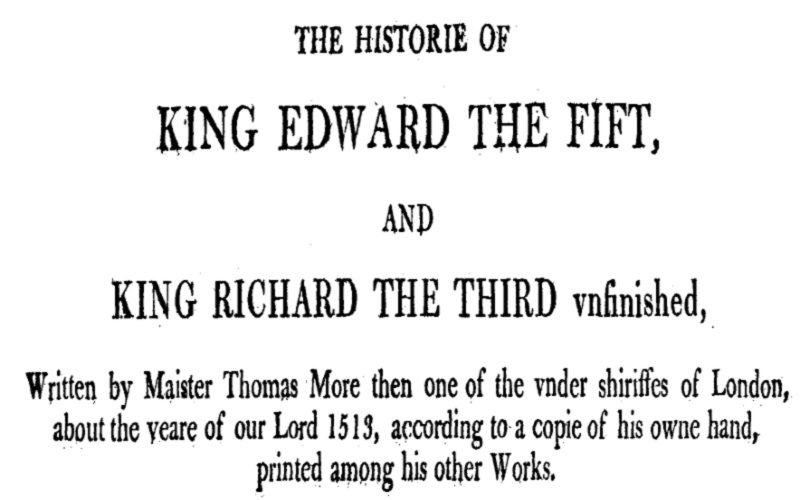 THE HISTORIE OF
KING EDWARD THE FIFT,
AND
KING RICHARD THE THIRD vnfinished,
Written by Maister Thomas More then one of the vnder shiriffes of London,
about the yeare of our Lord 1513, according to a copie of his owne hand,
printed among his other Works.